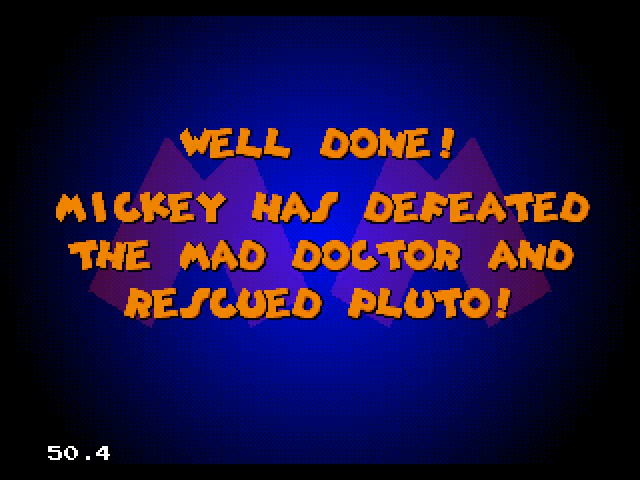 WELL DONE!
MICKEY HAS DEFEATED
THE MAD DOCTOR AND
RESCUED PLUTO!
50.4